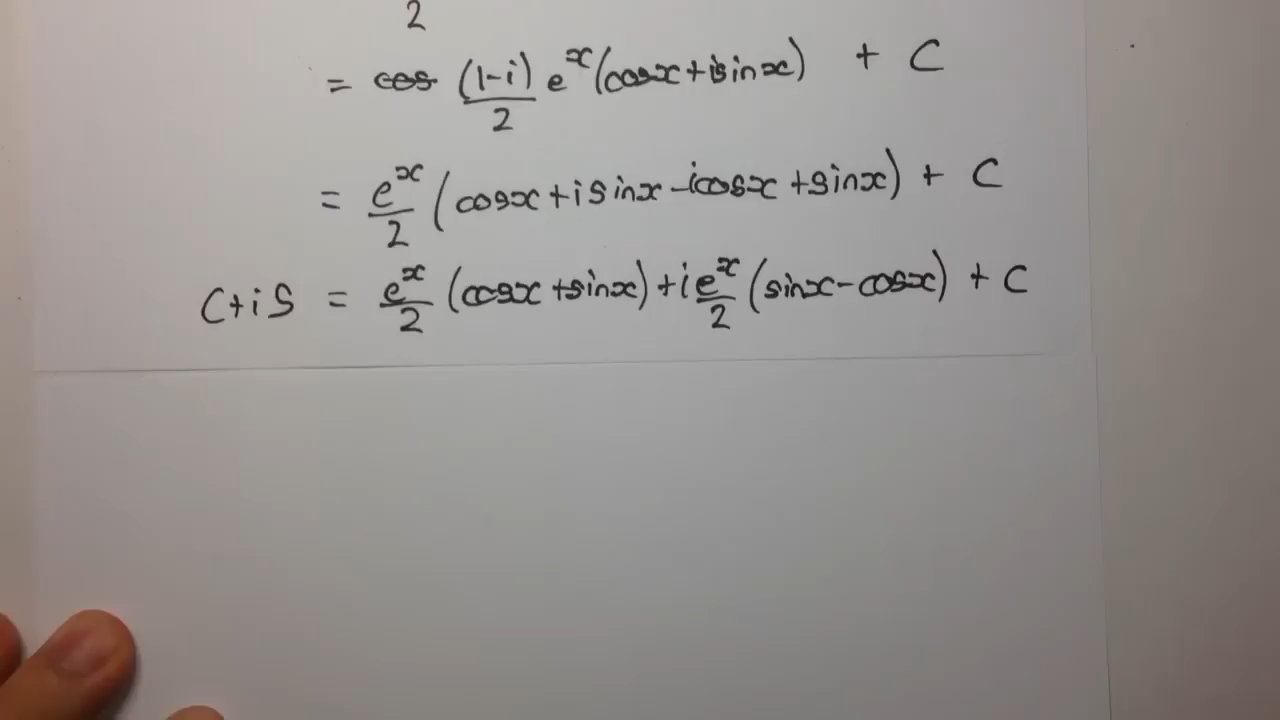 2
= cos (1-i)/2 e^x (cosx+isinx) + C
= e^x/2 (cosx+isinx-icosx+sinx) + C
C+iS = e^x/2 (cosx+sinx)+i e^x/2 (sinx-cosx) + C